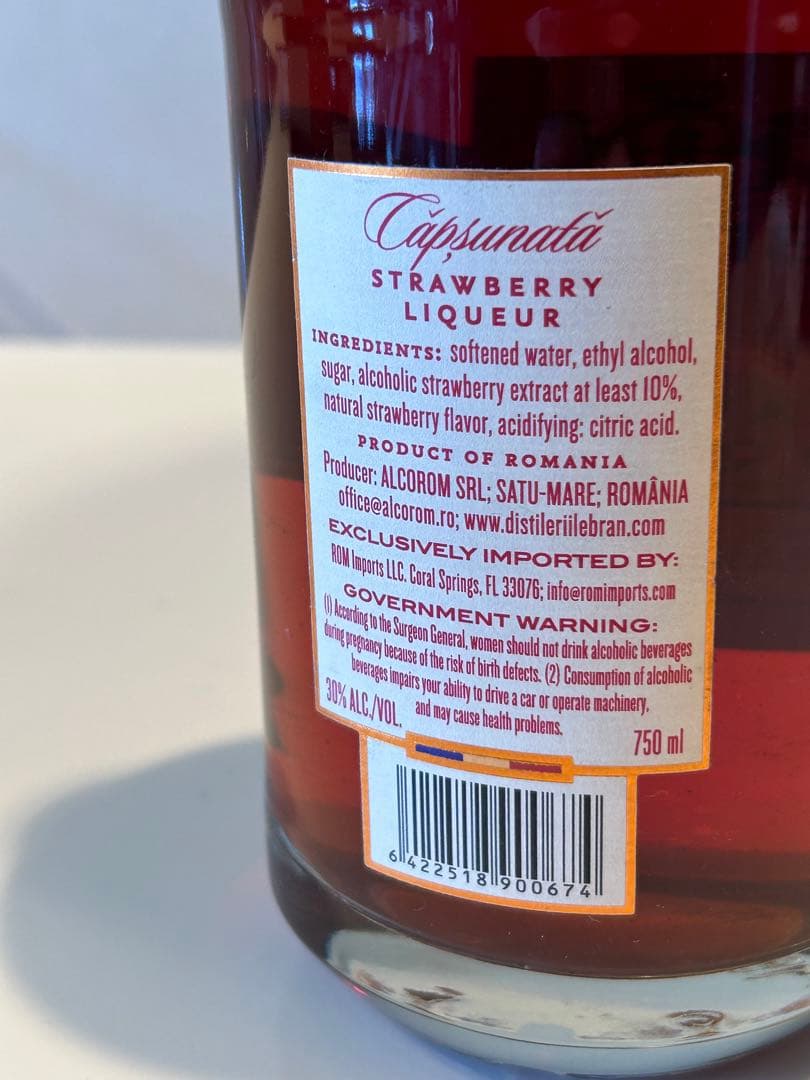 Căpșunată
STRAWBERRY
LIQUEUR
INGREDIENTS: softened water, ethyl alcohol,
sugar, alcoholic strawberry extract at least 10%,
natural strawberry flavor, acidifying: citric acid.
PRODUCT OF ROMANIA
Producer: ALCOROM SRL; SATU-MARE; ROMÂNIA
office@alcorom.ro; www.distileriilebran.com
EXCLUSIVELY IMPORTED BY:
ROM Imports LLC. Coral Springs, FL 33076; info@romimports.com
GOVERNMENT WARNING:
(1) According to the Surgeon General, women should not drink alcoholic beverages
during pregnancy because of the risk of birth defects. (2) Consumption of alcoholic
beverages impairs your ability to drive a car or operate machinery,
and may cause health problems.
30% ALC./VOL.
750 ml
6 422518 900674